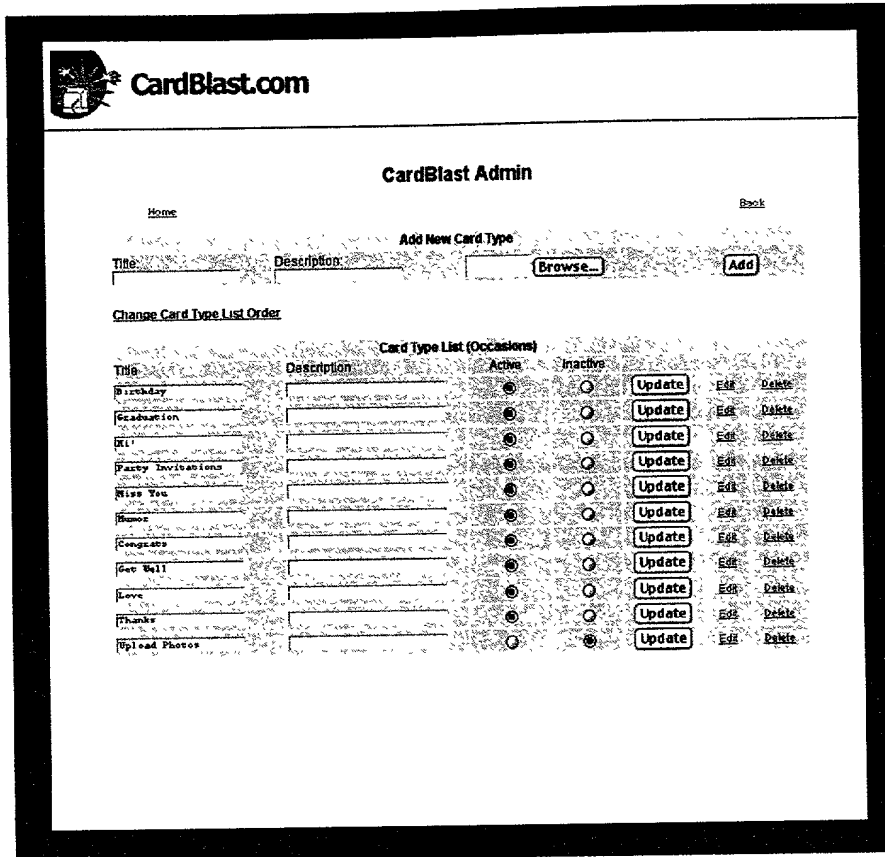 CardBlast.com
CardBlast Admin
Home Back
Add New Card Type
Title: Description: Browse... Add
Change Card Type List Order
Card Type List (Occasions)
Title Description Active Inactive
Birthday Update Edit Delete
Graduation Update Edit Delete
Hi! Update Edit Delete
Party Invitations Update Edit Delete
Miss You Update Edit Delete
Humor Update Edit Delete
Congrats Update Edit Delete
Get Well Update Edit Delete
Love Update Edit Delete
Thanks Update Edit Delete
Upload Photos Update Edit Delete